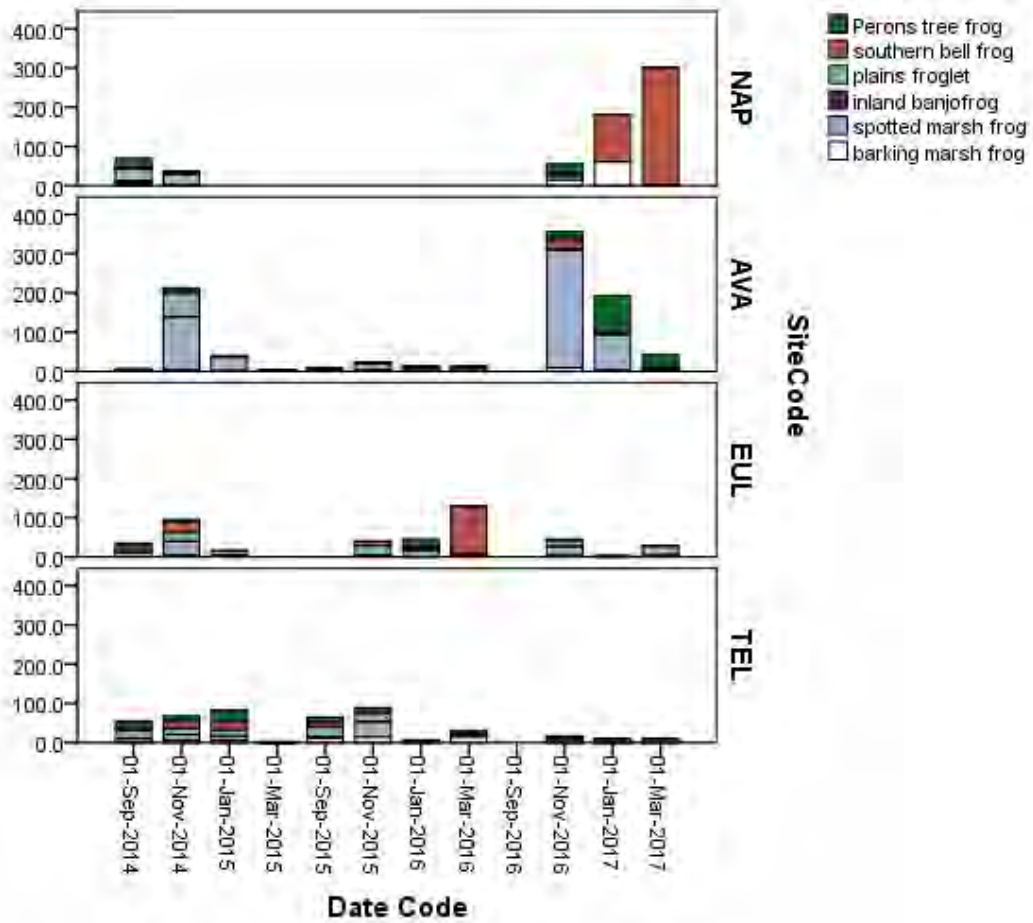 Perons tree frog
southern bell frog
plains froglet
inland banjofrog
spotted marsh frog
barking marsh frog
400.0
300.0
200.0
100.0
0.0
NAP
400.0
300.0
200.0
100.0
0.0
AVA
400.0
300.0
200.0
100.0
0.0
EUL
400.0
300.0
200.0
100.0
0.0
TEL
SiteCode
01-Sep-2014
01-Nov-2014
01-Jan-2015
01-Mar-2015
01-Sep-2015
01-Nov-2015
01-Jan-2016
01-Mar-2016
01-Sep-2016
01-Nov-2016
01-Jan-2017
01-Mar-2017
Date Code